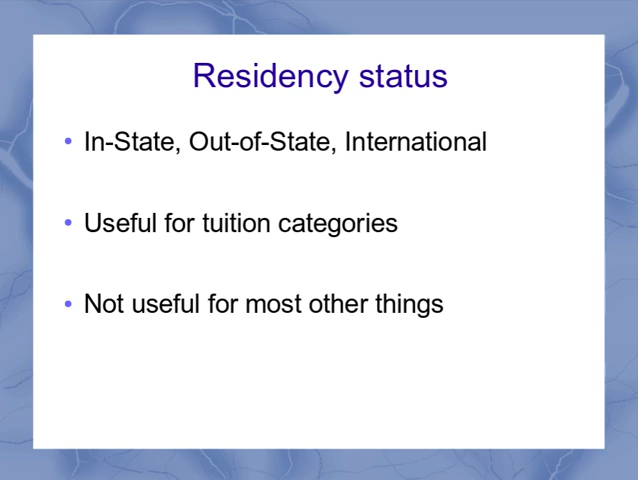 Residency status
• In-State, Out-of-State, International
• Useful for tuition categories
• Not useful for most other things